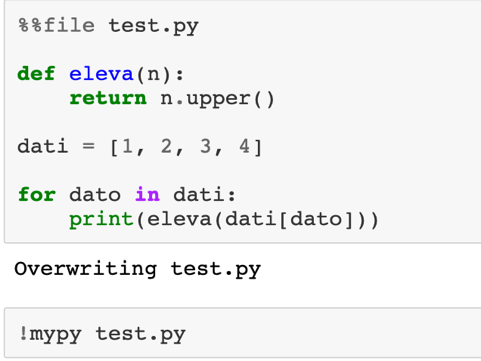 %%file test.py
def eleva(n):
    return n.upper()
dati = [1, 2, 3, 4]
for dato in dati:
    print(eleva(dati[dato]))
Overwriting test.py
!mypy test.py